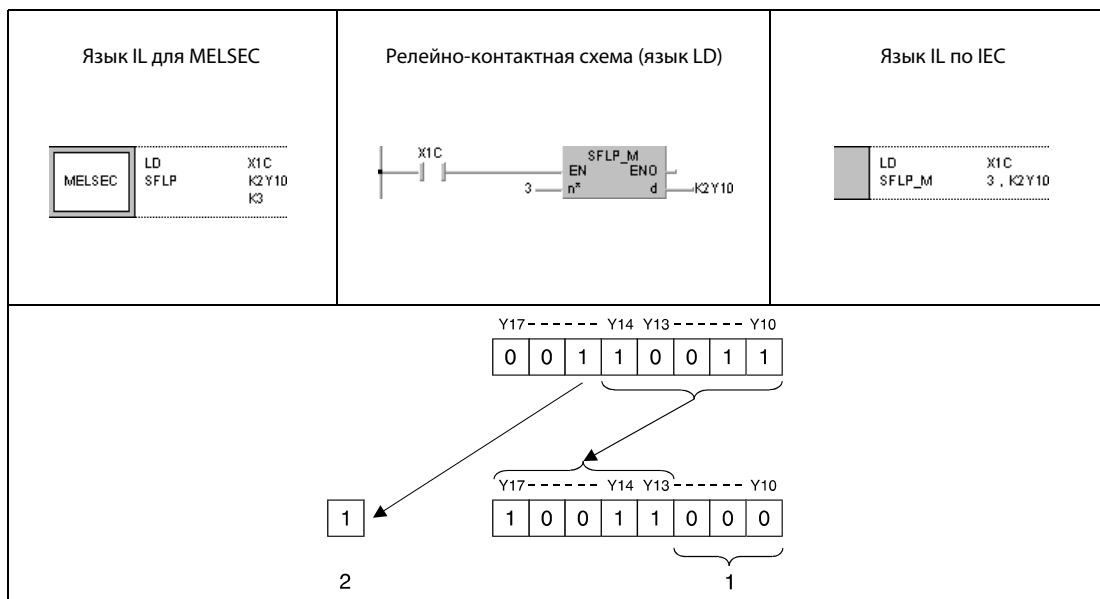 Язык IL для MELSEC
MELSEC
LD X1C
SFLP K2Y10
K3
Релейно-контактная схема (язык LD)
X1C
SFLP_M
EN ENO
3 n* d K2Y10
Язык IL по IEC
LD X1C
SFLP_M 3 , K2Y10
Y17 - - - - - - Y14 Y13 - - - - - - Y10
0 0 1 1 0 0 1 1
Y17 - - - - - - Y14 Y13 - - - - - - Y10
1 1 0 0 1 1 0 0 0
2 1